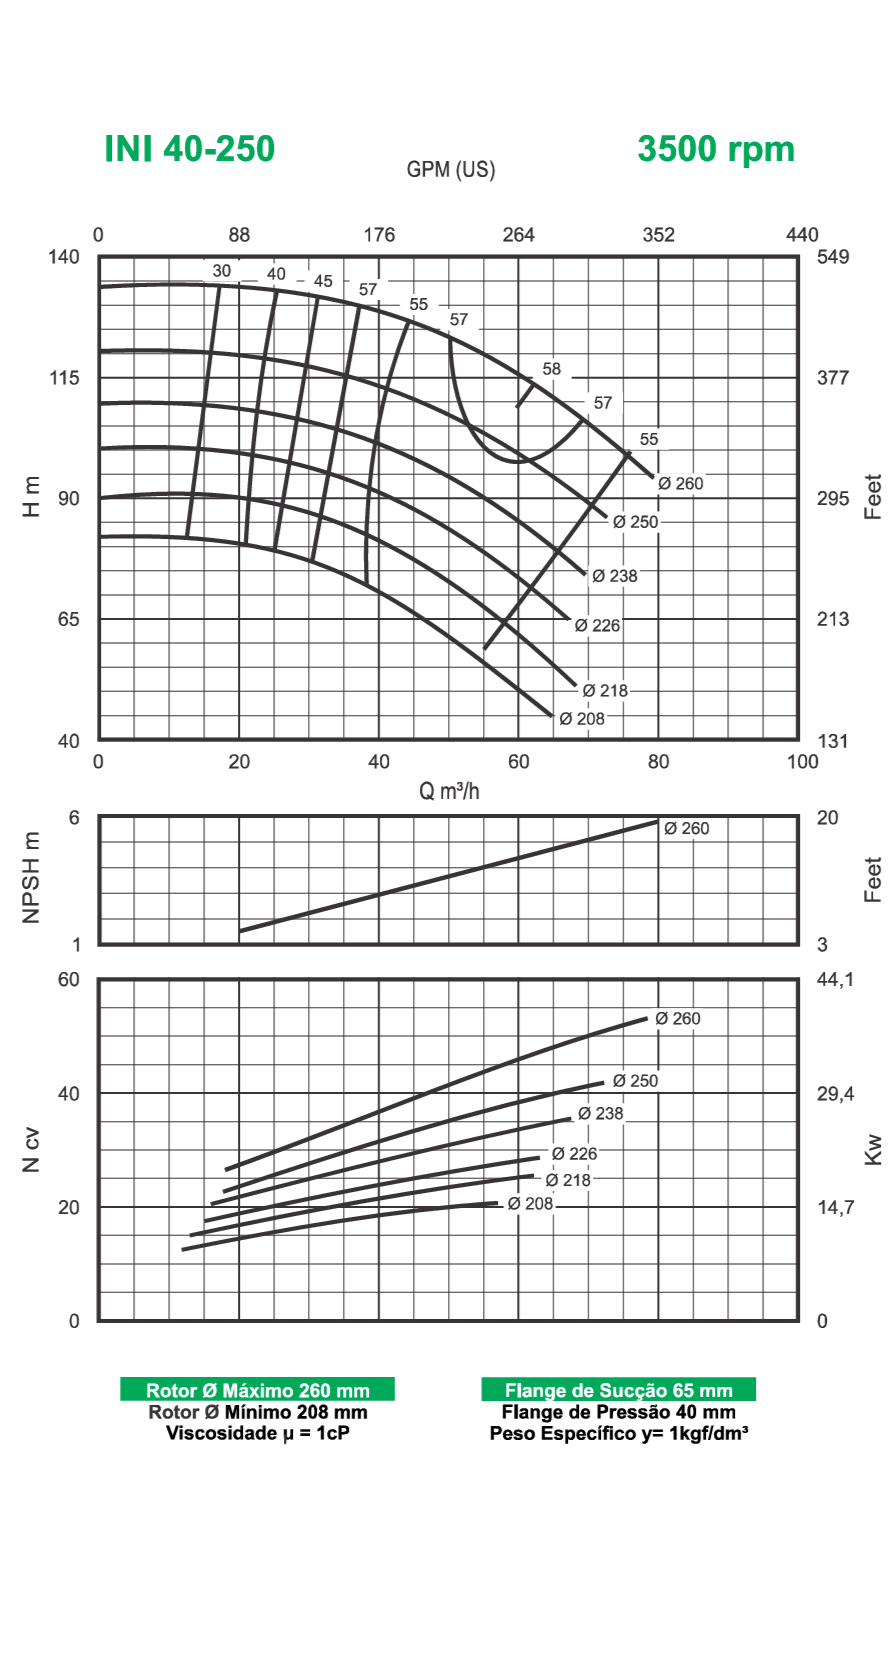 INI 40-250 3500 rpm
GPM (US)
0 88 176 264 352 440
140 549
30 40 45 57 55 57
58
115 377
57
55
Ø 260
H m 90 295 Feet
Ø 250
Ø 238
65 213
Ø 226
Ø 218
Ø 208
40 131
0 20 40 60 80 100
Q m³/h
6 20
Ø 260
NPSH m Feet
1 3
60 44,1
Ø 260
Ø 250
40 29,4
Ø 238
N cv Kw
Ø 226
Ø 218
Ø 208
20 14,7
0 0
Rotor Ø Máximo 260 mm Flange de Sucção 65 mm
Rotor Ø Mínimo 208 mm Flange de Pressão 40 mm
Viscosidade μ = 1cP Peso Específico y= 1kgf/dm³